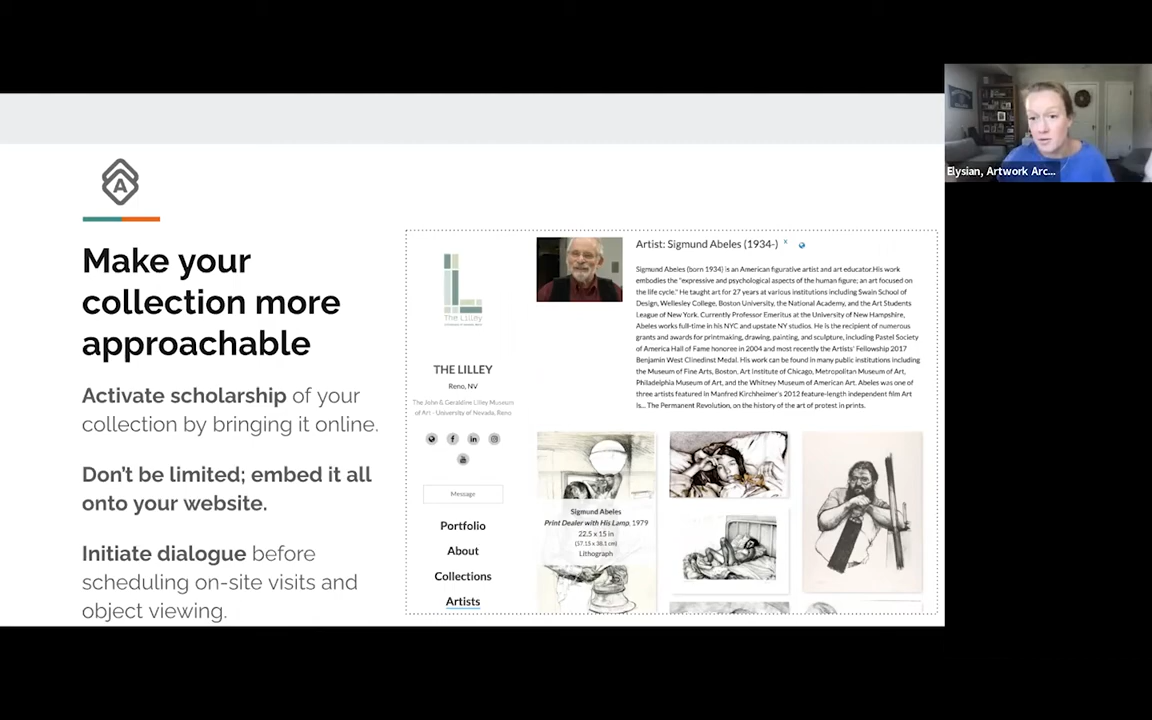 Elysian, Artwork Arc...
A
Make your
collection more
approachable
Activate scholarship of your
collection by bringing it online.
Don't be limited; embed it all
onto your website.
Initiate dialogue before
scheduling on-site visits and
object viewing.
The Lilley
THE LILLEY
Reno, NV
The John & Geraldine Lilley Museum
of Art - University of Nevada, Reno
Message
Portfolio
About
Collections
Artists
Artist: Sigmund Abeles (1934-)
Sigmund Abeles (born 1934) is an American figurative artist and art educator.His work
embodies the "expressive and psychological aspects of the human figure; an art focused on
the life cycle." He taught art for 27 years at various institutions including Swain School of
Design, Wellesley College, Boston University, the National Academy, and the Art Students
League of New York. Currently Professor Emeritus at the University of New Hampshire,
Abeles works full-time in his NYC and upstate NY studios. He is the recipient of numerous
grants and awards for printmaking, drawing, painting, and sculpture, including Pastel Society
of America Hall of Fame honoree in 2004 and most recently the Artists' Fellowship 2017
Benjamin West Clinedinst Medal. His work can be found in many public institutions including
the Museum of Fine Arts, Boston, Art Institute of Chicago, Metropolitan Museum of Art,
Philadelphia Museum of Art, and the Whitney Museum of American Art. Abeles was one of
three artists featured in Manfred Kirchheimer's 2012 feature-length independent film Art
Is... The Permanent Revolution, on the history of the art of protest in prints.
Sigmund Abeles
Print Dealer with His Lamp, 1979
22.5 x 15 in
(57.15 x 38.1 cm)
Lithograph